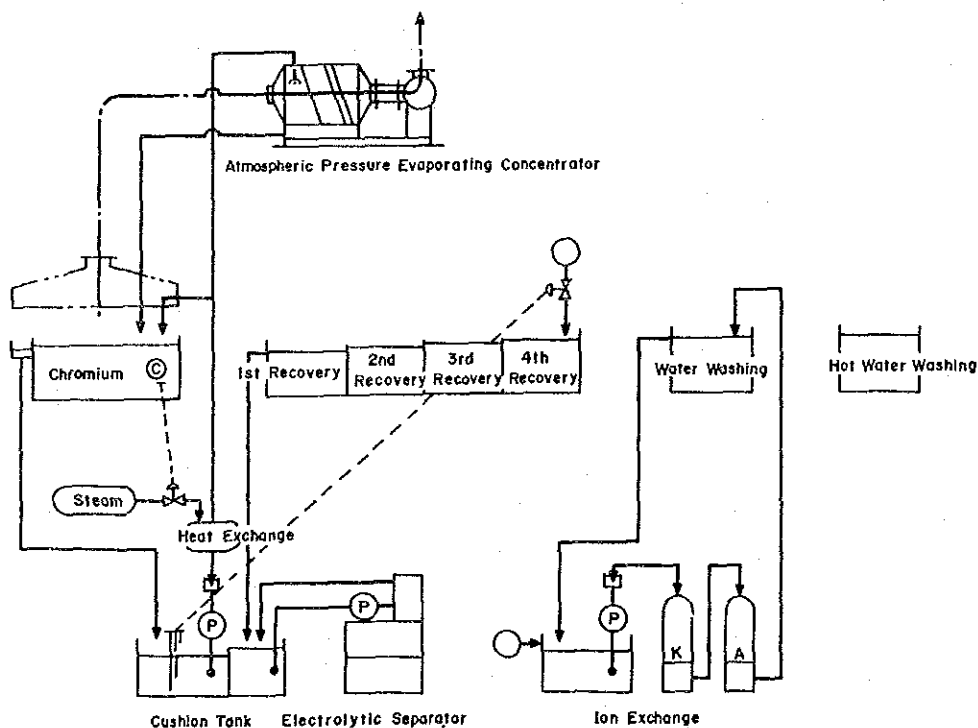 Atmospheric Pressure Evaporating Concentrator
Chromium
C
1st Recovery
2nd
Recovery
3rd
Recovery
4th
Recovery
Water Washing
Hot Water Washing
Steam
Heat Exchange
P
P
P
K
A
Cushion Tank
Electrolytic Separator
Ion Exchange